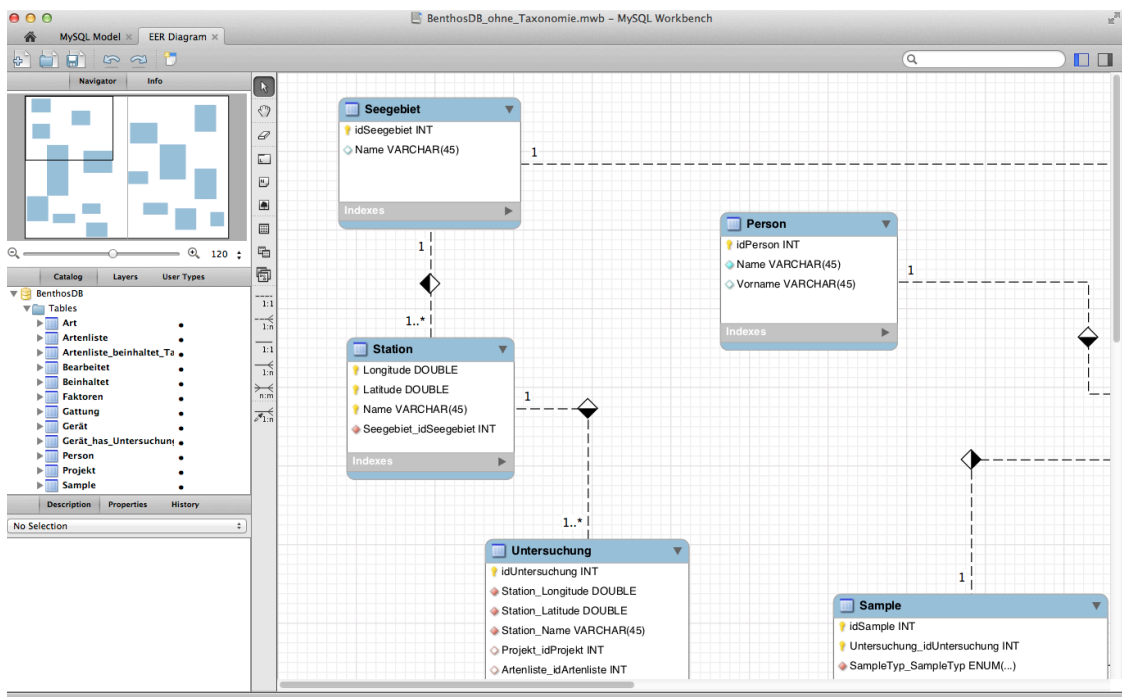 BenthosDB_ohne_Taxonomie.mwb – MySQL Workbench
MySQL Model × EER Diagram ×
Navigator Info
120
Catalog Layers User Types
BenthosDB
Tables
Art
Artenliste
Artenliste_beinhaltet_Ta
Bearbeitet
Beinhaltet
Faktoren
Gattung
Gerät
Gerät_has_Untersuchung
Person
Projekt
Sample
Description Properties History
No Selection
1:1
1:n
1:1
1:n
n:m
1:n
Seegebiet
idSeegebiet INT
Name VARCHAR(45)
Indexes
1
1
1..*
Station
Longitude DOUBLE
Latitude DOUBLE
Name VARCHAR(45)
Seegebiet_idSeegebiet INT
Indexes
1
1..*
Untersuchung
idUntersuchung INT
Station_Longitude DOUBLE
Station_Latitude DOUBLE
Station_Name VARCHAR(45)
Projekt_idProjekt INT
Artenliste_idArtenliste INT
Person
idPerson INT
Name VARCHAR(45)
Vorname VARCHAR(45)
Indexes
1
1
Sample
idSample INT
Untersuchung_idUntersuchung INT
SampleTyp_SampleTyp ENUM(...)